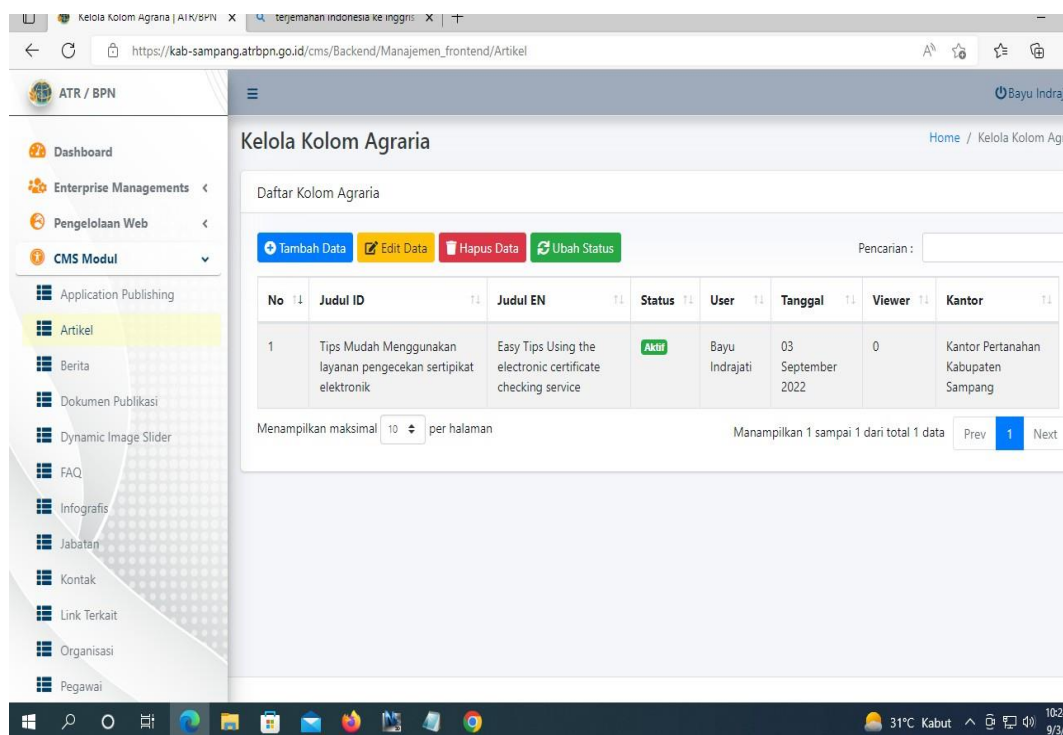 Kelola Kolom Agraria | ATR/BPN X terjemahan indonesia ke inggris X +
https://kab-sampang.atrbpn.go.id/cms/Backend/Manajemen_frontend/Artikel
ATR / BPN
Bayu Indraj
Kelola Kolom Agraria
Home / Kelola Kolom Agr
Dashboard
Enterprise Managements
Pengelolaan Web
CMS Modul
Application Publishing
Artikel
Berita
Dokumen Publikasi
Dynamic Image Slider
FAQ
Infografis
Jabatan
Kontak
Link Terkait
Organisasi
Pegawai
Daftar Kolom Agraria
Tambah Data Edit Data Hapus Data Ubah Status
Pencarian :
No Judul ID Judul EN Status User Tanggal Viewer Kantor
1 Tips Mudah Menggunakan Easy Tips Using the Aktif Bayu 03 0 Kantor Pertanahan
layanan pengecekan sertipikat electronic certificate Indrajati September Kabupaten
elektronik checking service 2022 Sampang
Menampilkan maksimal 10 per halaman
Manampilkan 1 sampai 1 dari total 1 data Prev 1 Next
31°C Kabut